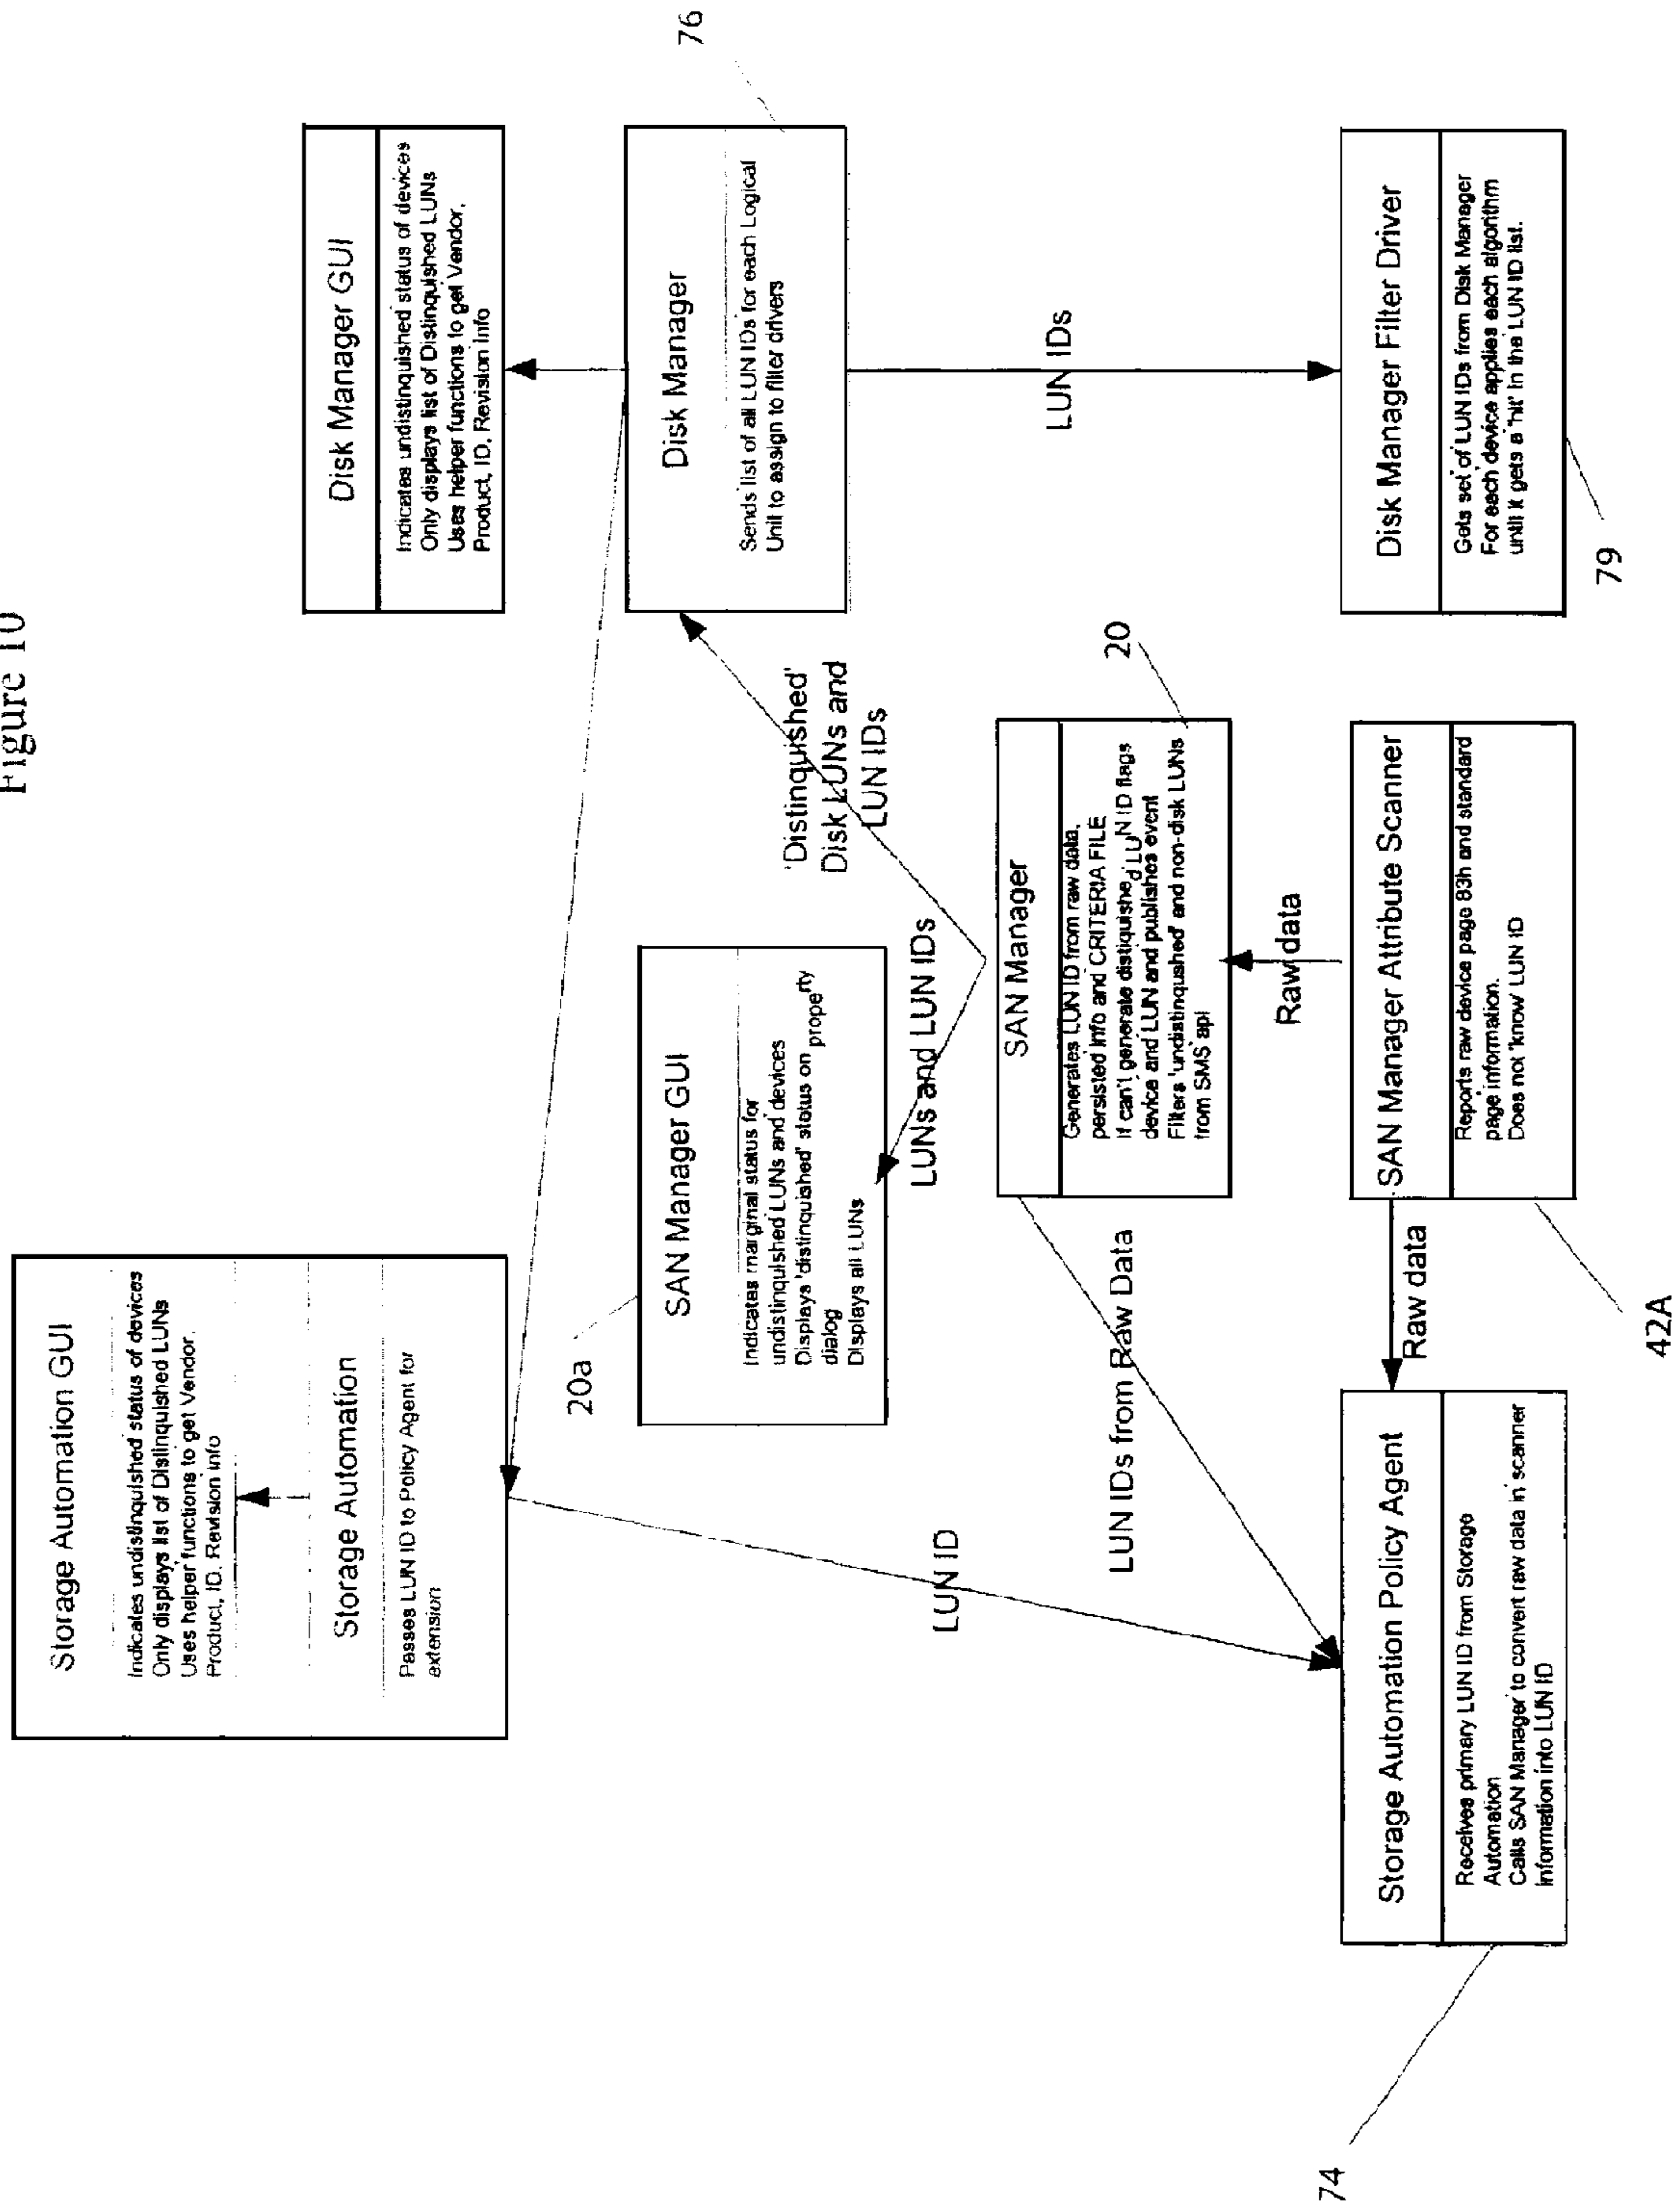 Figure 10
Storage Automation GUI
Indicates undistinquished status of devices
Only displays list of Distinquished LUNs
Uses helper functions to get Vendor,
Product, ID, Revision Info
Storage Automation
Passes LUN ID to Policy Agent for
extension
Disk Manager GUI
Indicates undistinquished status of devices
Only displays list of Distinquished LUNs
Uses helper functions to get Vendor,
Product, ID, Revision Info
20a
SAN Manager GUI
Indicates marginal status for
undistinquished LUNs and devices
Displays 'distinquished' status on property
dialog
Displays all LUNs
76
Disk Manager
Sends list of all LUN IDs for each Logical
Unit to assign to filter drivers
'Distinquished'
Disk LUNs and
LUN IDs
LUNs and LUN IDs
LUN ID
LUN IDs
20
SAN Manager
Generates LUN ID from raw data,
persisted info and CRITERIA FILE
If can't generate distiquished LUN ID flags
device and LUN and publishes event
Filters 'undistinqushed' and non-disk LUNs
from SMS api
LUN IDs from Raw Data
Raw data
Storage Automation Policy Agent
Receives primary LUN ID from Storage
Automation
Calls SAN Manager to convert raw data in scanner
information into LUN ID
74
Raw data
SAN Manager Attribute Scanner
Reports raw device page 83h and standard
page information.
Does not 'know' LUN ID
42A
Disk Manager Filter Driver
Gets set of LUN IDs from Disk Manager
For each device applies each algorithm
until it gets a 'hit' in the LUN ID list.
79